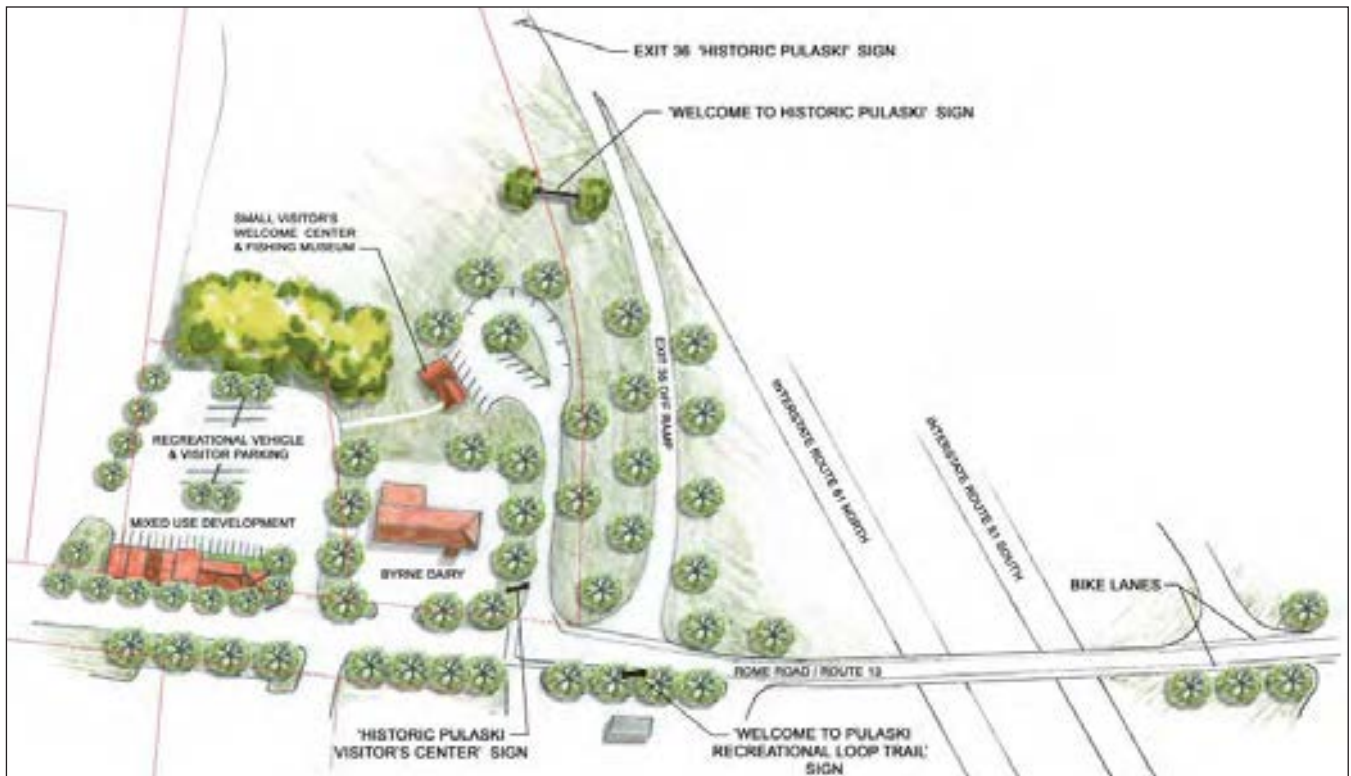 EXIT 36 'HISTORIC PULASKI' SIGN
'WELCOME TO HISTORIC PULASKI' SIGN
SMALL VISITOR'S
WELCOME CENTER
& FISHING MUSEUM
EXIT 36 OFF RAMP
INTERSTATE ROUTE 81 NORTH
INTERSTATE ROUTE 81 SOUTH
RECREATIONAL VEHICLE
& VISITOR PARKING
MIXED USE DEVELOPMENT
BYRNE DAIRY
BIKE LANES
ROME ROAD / ROUTE 13
'HISTORIC PULASKI
VISITOR'S CENTER' SIGN
'WELCOME TO PULASKI
RECREATIONAL LOOP TRAIL'
SIGN